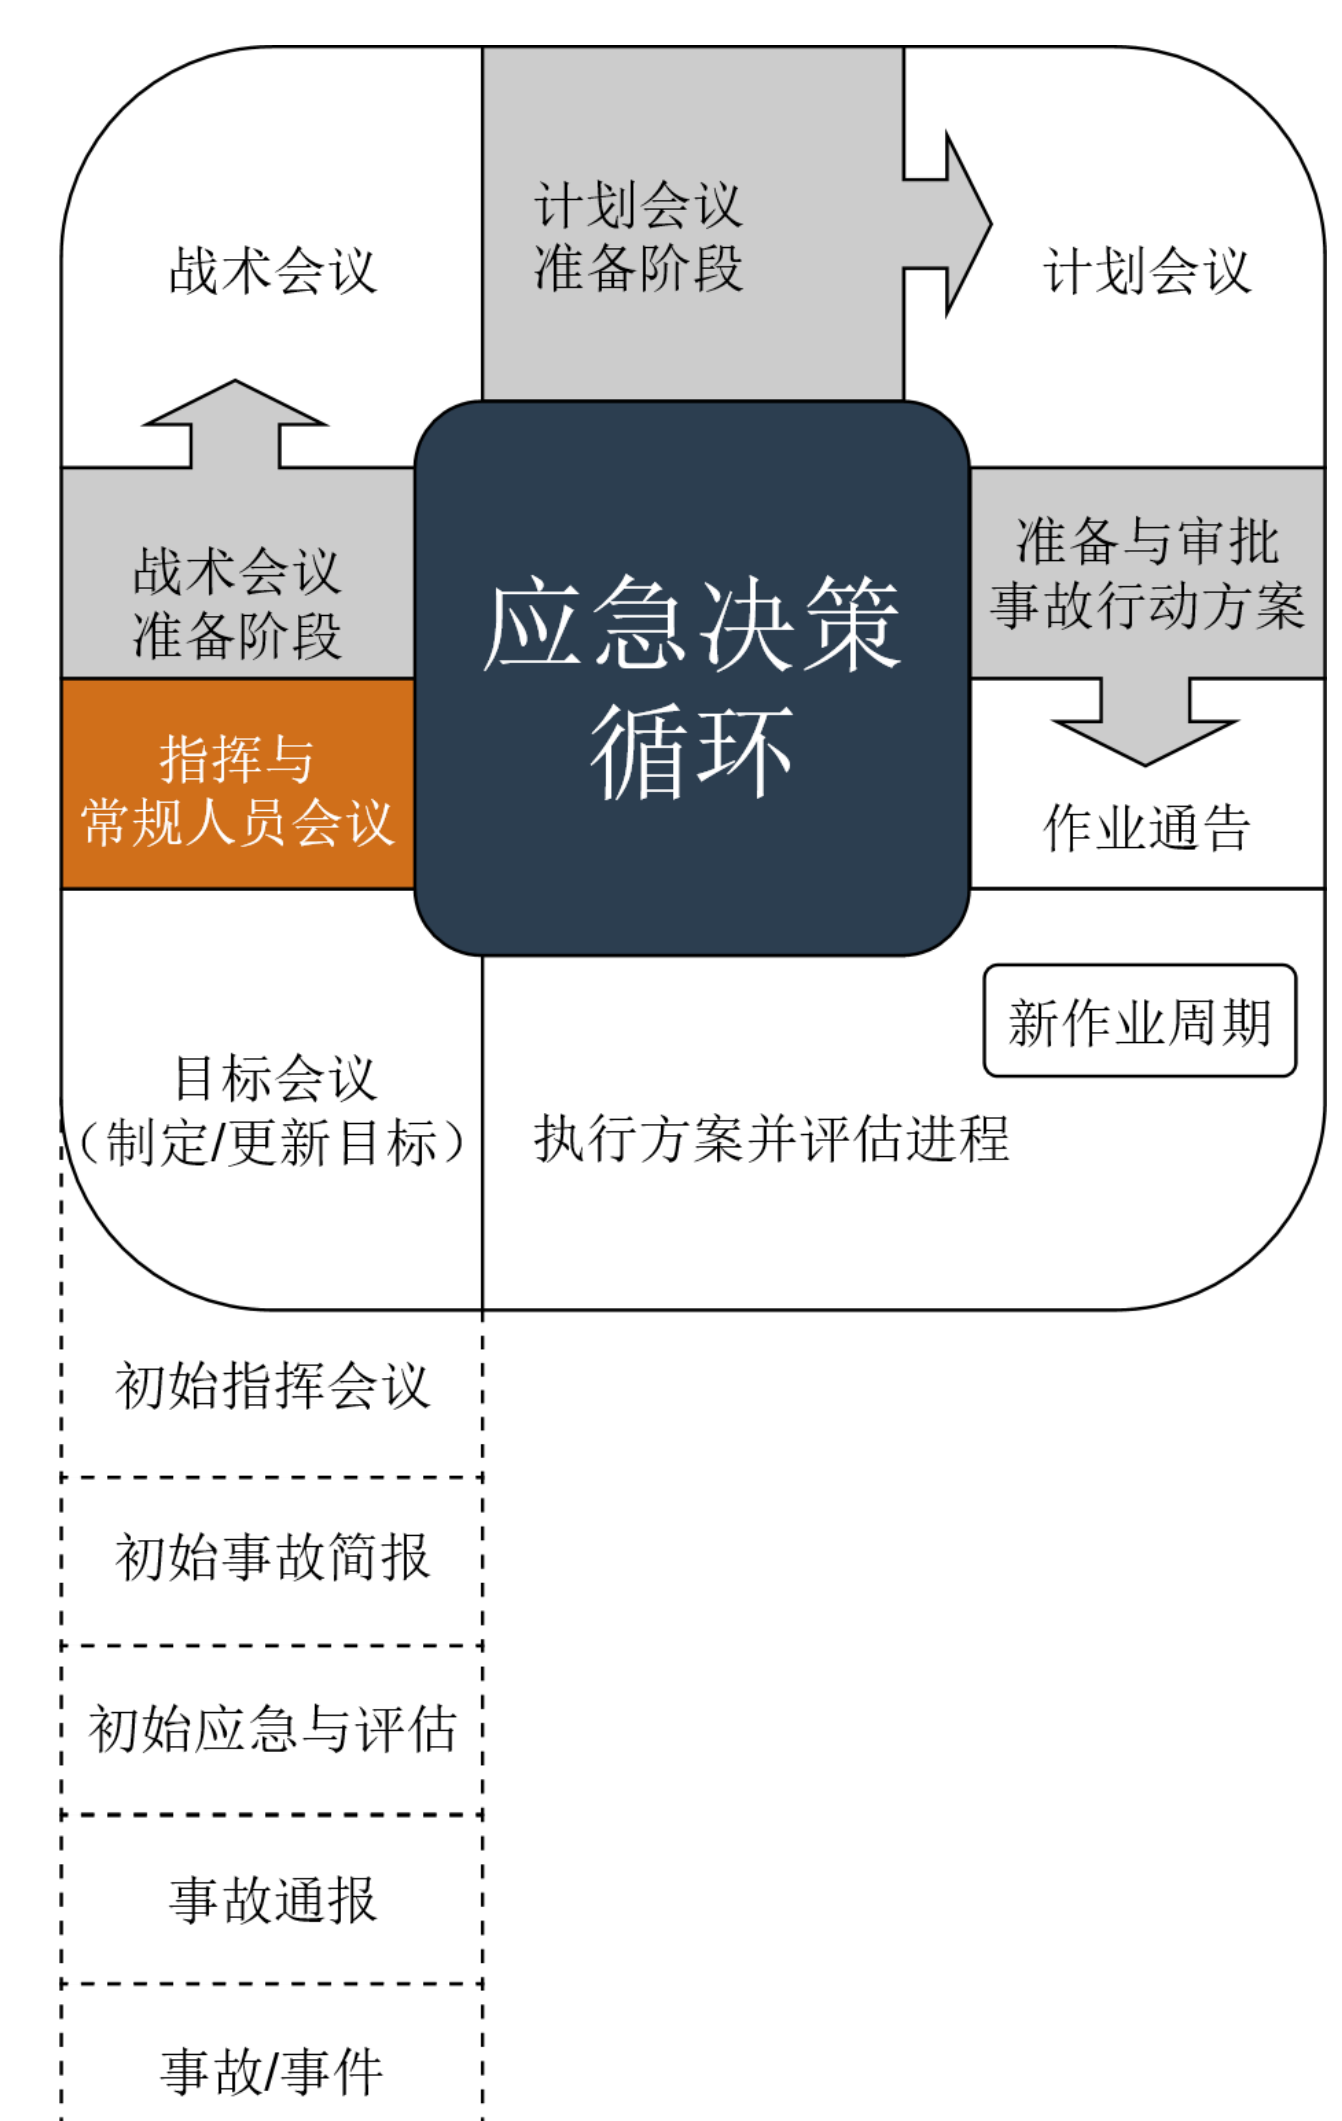 计划会议
准备阶段
战术会议
计划会议
战术会议
准备阶段
准备与审批
事故行动方案
应急决策
循环
指挥与
常规人员会议
作业通告
新作业周期
目标会议
（制定/更新目标）
执行方案并评估进程
初始指挥会议
初始事故简报
初始应急与评估
事故通报
事故/事件